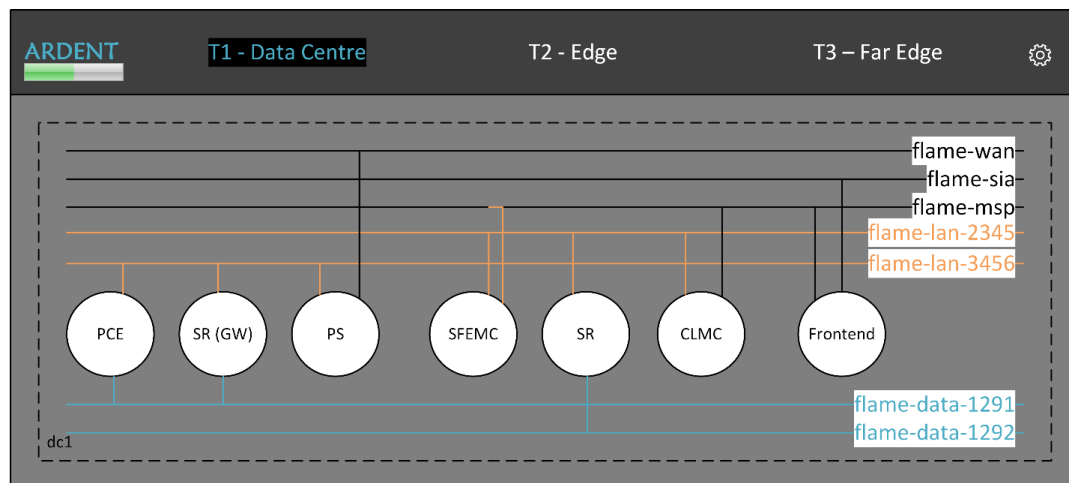 ARDENT
T1 - Data Centre
T2 - Edge
T3 – Far Edge
flame-wan
flame-sia
flame-msp
flame-lan-2345
flame-lan-3456
PCE
SR (GW)
PS
SFEMC
SR
CLMC
Frontend
flame-data-1291
flame-data-1292
dc1